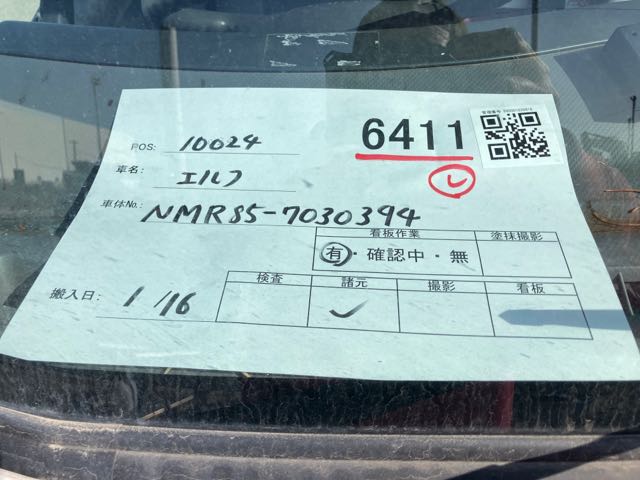 6411
POS: 10024
車名: エルフ
車体No.: NMR85-7030394
看板作業 塗抹撮影
有・確認中・無
検査 諸元 撮影 看板
搬入日: 1/16 ✓